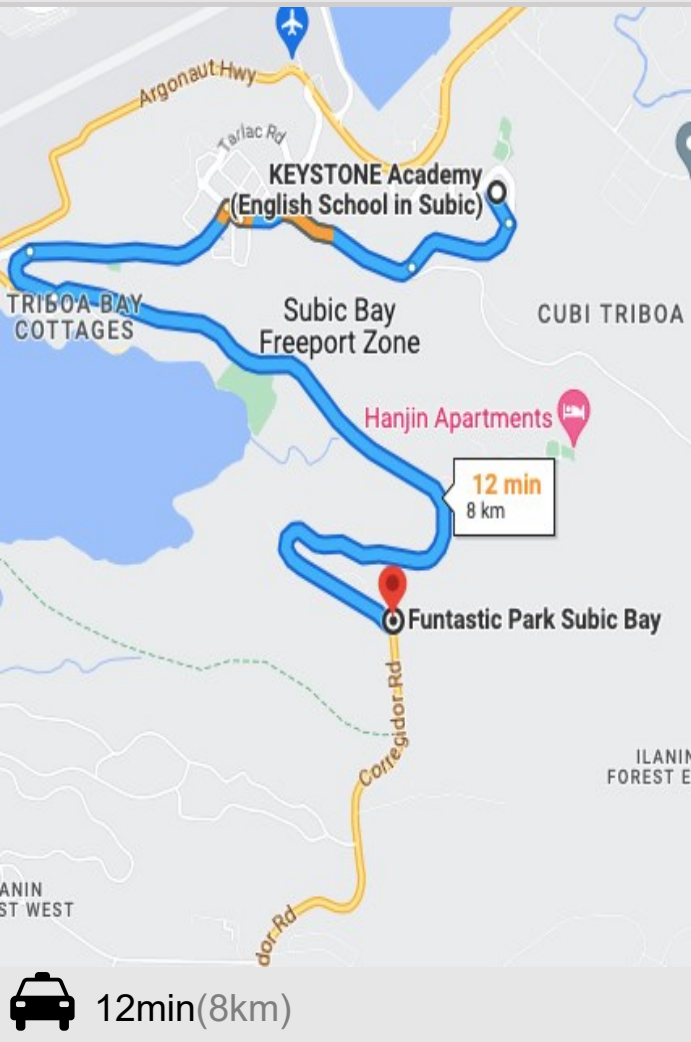 Argonaut Hwy
Tarlac Rd
KEYSTONE Academy
(English School in Subic)
TRIBOA BAY
COTTAGES
Subic Bay
Freeport Zone
CUBI TRIBOA
Hanjin Apartments
12 min
8 km
Funtastic Park Subic Bay
Corregidor Rd
ILANIN
FOREST E
ANIN
ST WEST
dor Rd
12min(8km)